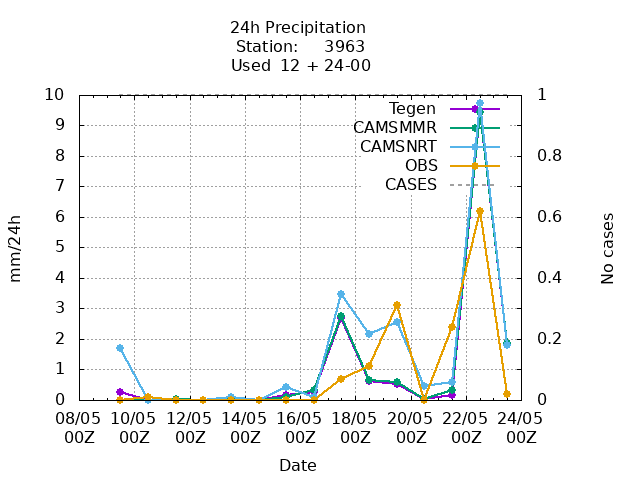 24h Precipitation
Station: 3963
Used 12 + 24-00
10 1
9
8 0.8
7
6 0.6
5
4 0.4
3
2 0.2
1
0 0
mm/24h
No cases
Tegen
CAMSMMR
CAMSNRT
OBS
CASES
08/05 10/05 12/05 14/05 16/05 18/05 20/05 22/05 24/05
00Z 00Z 00Z 00Z 00Z 00Z 00Z 00Z 00Z
Date